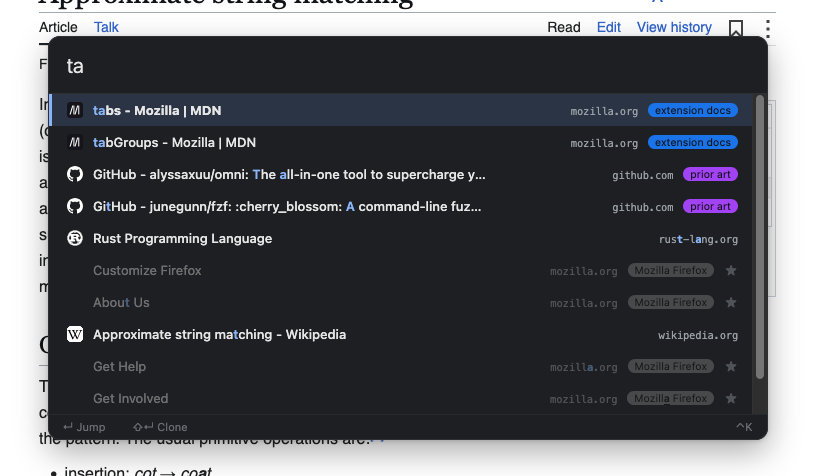 Approximate string matching
Article Talk Read Edit View history
ta
tabs - Mozilla | MDN mozilla.org extension docs
tabGroups - Mozilla | MDN mozilla.org extension docs
GitHub - alyssaxuu/omni: The all-in-one tool to supercharge y... github.com prior art
GitHub - junegunn/fzf: :cherry_blossom: A command-line fuz... github.com prior art
Rust Programming Language rust-lang.org
Customize Firefox mozilla.org Mozilla Firefox
About Us mozilla.org Mozilla Firefox
Approximate string matching - Wikipedia wikipedia.org
Get Help mozilla.org Mozilla Firefox
Get Involved mozilla.org Mozilla Firefox
Jump Clone ^K
the pattern. The usual primitive operations are:
• insertion: cot → coat